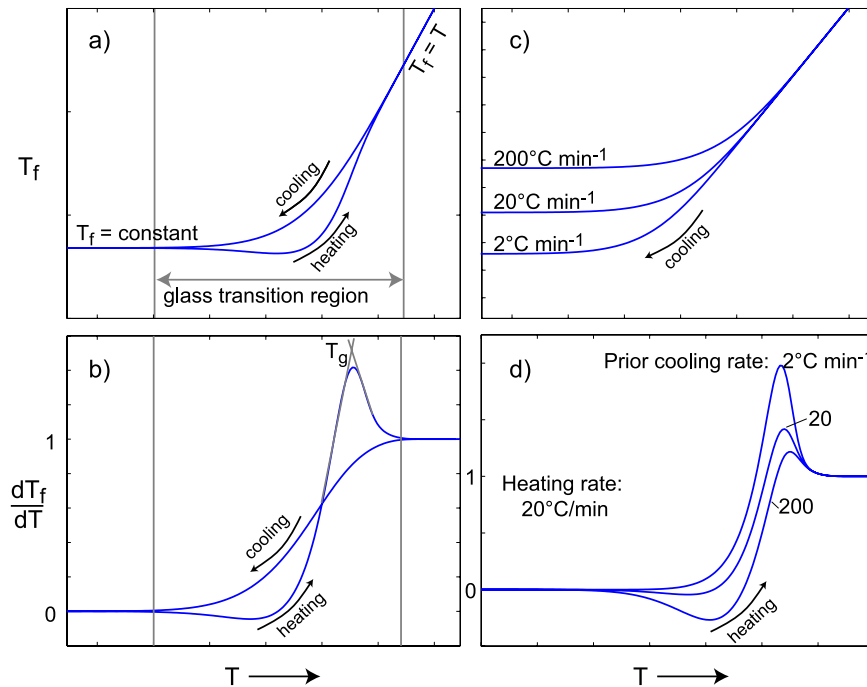 a)
T_f = T
T_f
cooling
T_f = constant
heating
glass transition region
c)
200°C min⁻¹
20°C min⁻¹
2°C min⁻¹
cooling
b)
T_g
1
dT_f
dT
cooling
0
heating
T
d)
Prior cooling rate: 2°C min⁻¹
20
1
Heating rate:
20°C/min
200
0
heating
T